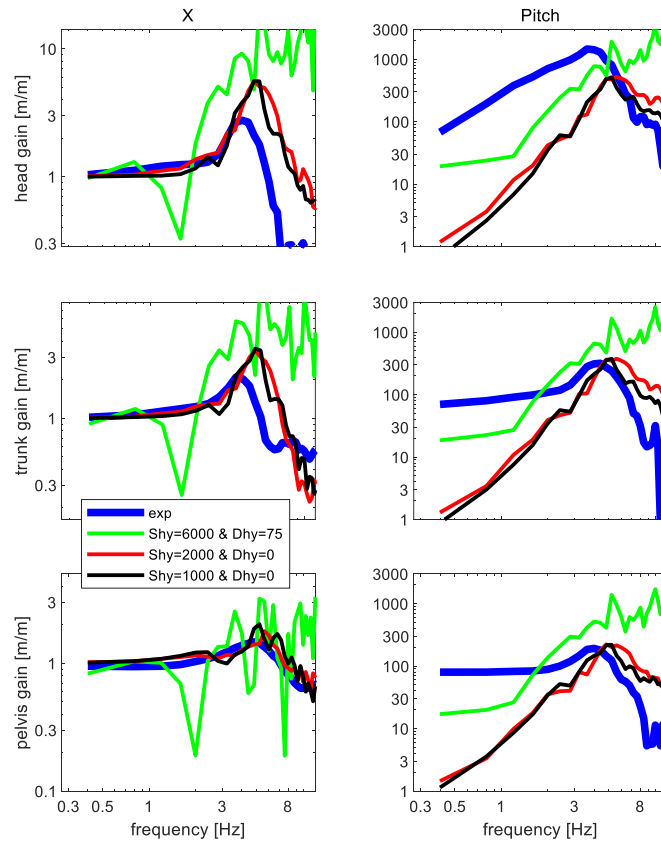 X
Pitch
head gain [m/m]
10
3
1
0.3
3000
1000
300
100
30
10
3
1
trunk gain [m/m]
3
1
0.3
3000
1000
300
100
30
10
3
1
exp
Shy=6000 & Dhy=75
Shy=2000 & Dhy=0
Shy=1000 & Dhy=0
pelvis gain [m/m]
3
1
0.3
0.1
3000
1000
300
100
30
10
3
1
0.3 0.5 1 3 8
0.3 0.5 1 3 8
frequency [Hz]
frequency [Hz]